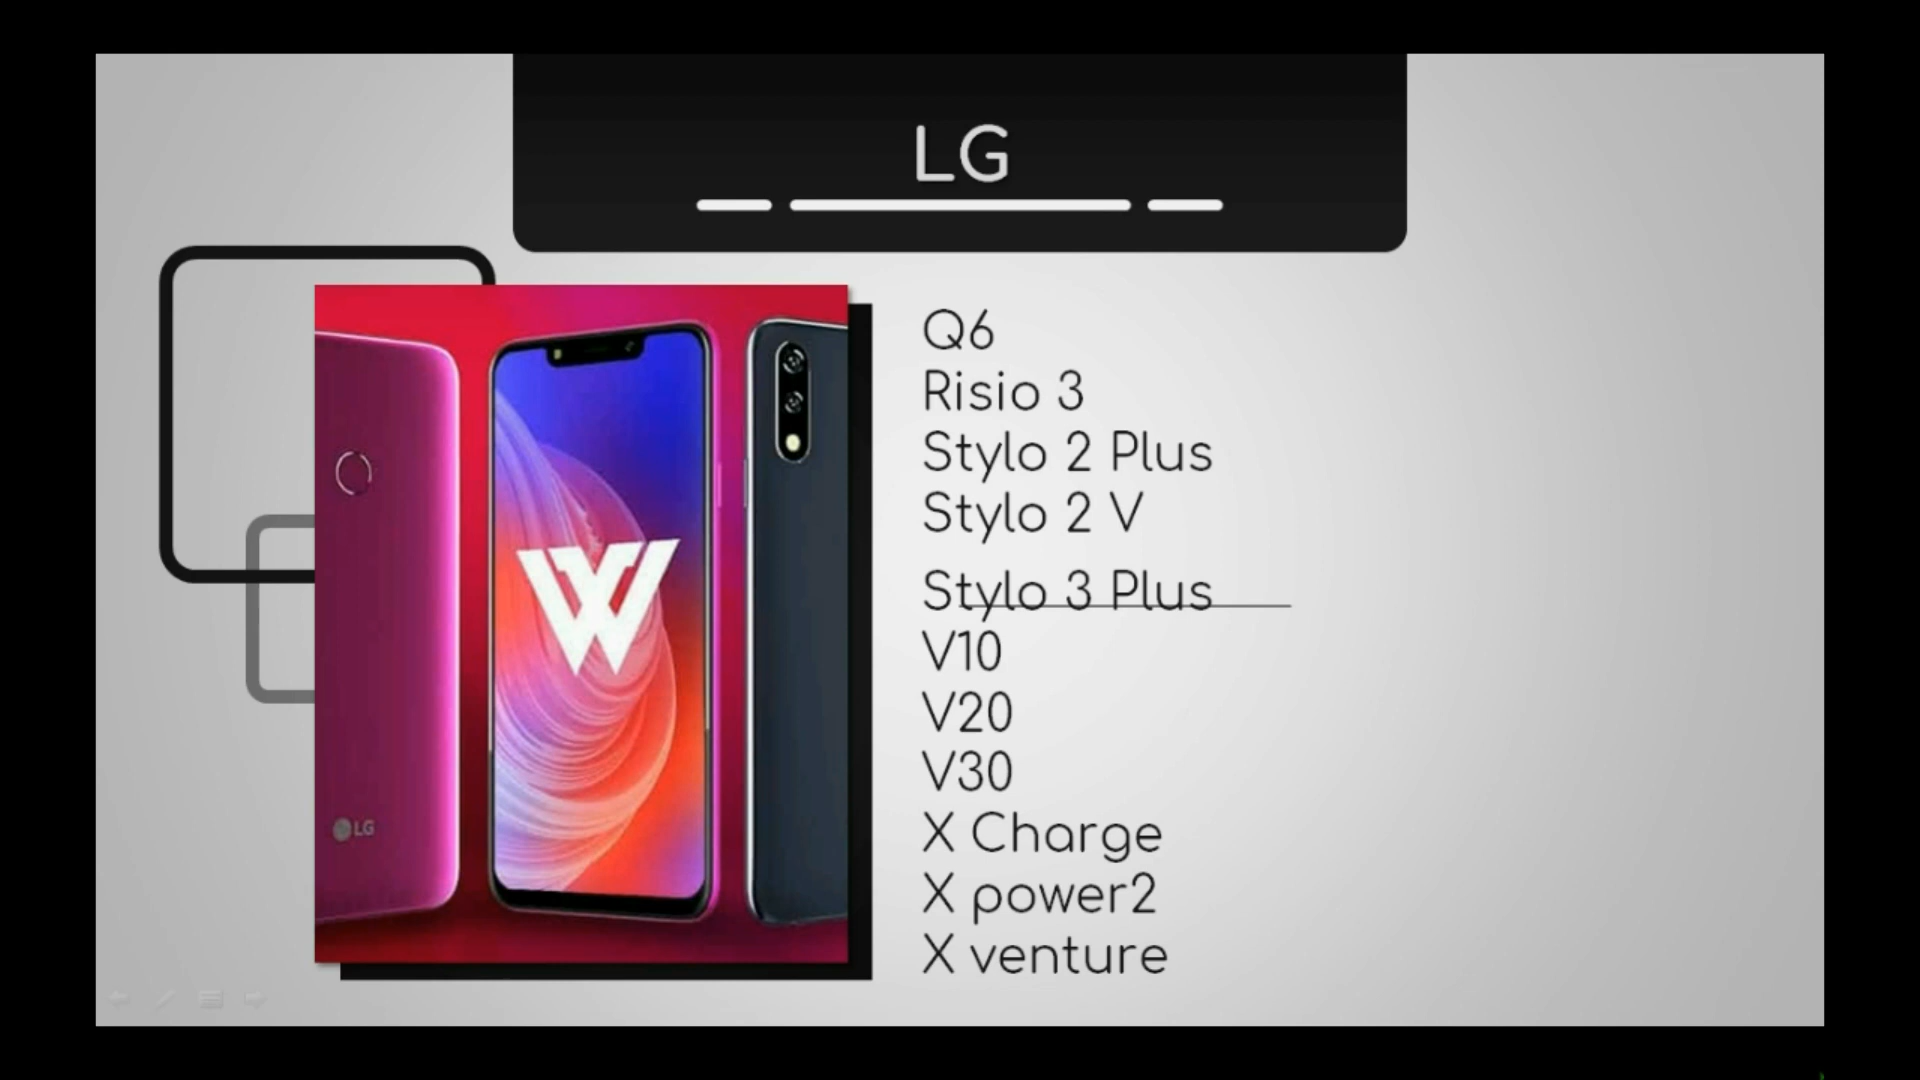 LG
Q6
Risio 3
Stylo 2 Plus
Stylo 2 V
Stylo 3 Plus
V10
V20
V30
X Charge
X power2
X venture
W
LG